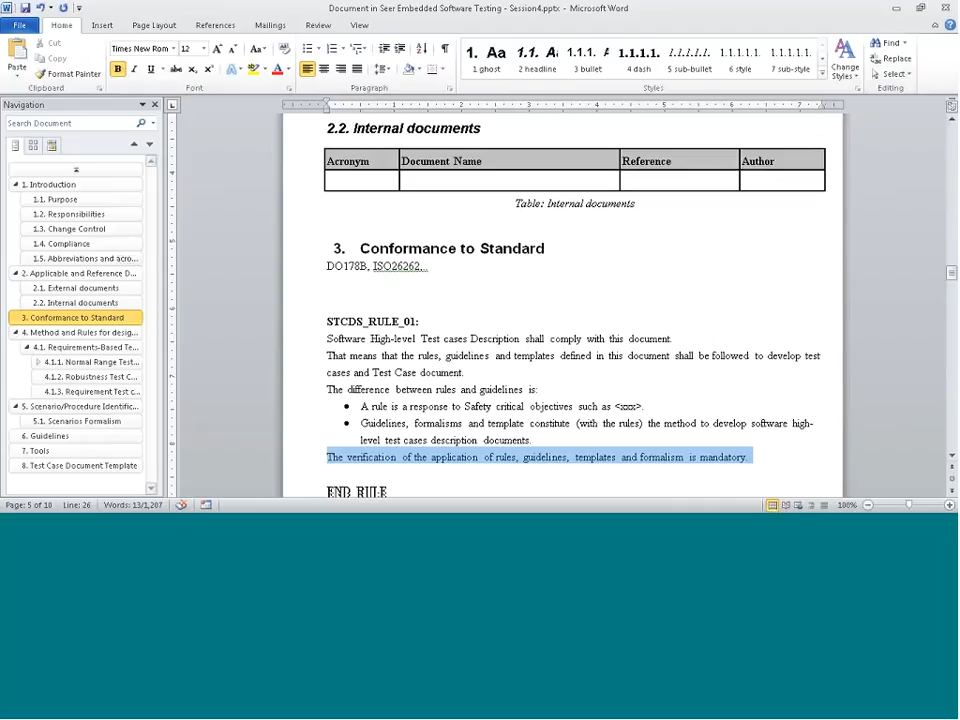 Document in Seer Embedded Software Testing - Session4.pptx - Microsoft Word
File Home Insert Page Layout References Mailings Review View
Paste
Cut
Copy
Format Painter
Clipboard
Times New Rom 12
Font
Paragraph
1. Aa 1.1. A 1.1.1. A 1.1.1.1. 1.1.1.1.1. 1.1.1.1.1. 1.1.1.1.1.
1 ghost 2 headline 3 bullet 4 dash 5 sub-bullet 6 style 7 sub-style
Styles
Change Styles
Find
Replace
Select
Editing
Navigation
Search Document
1. Introduction
1.1. Purpose
1.2. Responsibilities
1.3. Change Control
1.4. Compliance
1.5. Abbreviations and acro...
2. Applicable and Reference D...
2.1. External documents
2.2. Internal documents
3. Conformance to Standard
4. Method and Rules for desig...
4.1. Requirements-Based Te...
4.1.1. Normal Range Test...
4.1.2. Robustness Test C...
4.1.3. Requirement Test c...
5. Scenario/Procedure Identific...
5.1. Scenarios Formalism
6. Guidelines
7. Tools
8. Test Case Document Template
2.2. Internal documents
Acronym Document Name Reference Author
Table: Internal documents
3. Conformance to Standard
DO178B, ISO26262,..
STCDS_RULE_01:
Software High-level Test cases Description shall comply with this document.
That means that the rules, guidelines and templates defined in this document shall be followed to develop test
cases and Test Case document.
The difference between rules and guidelines is:
• A rule is a response to Safety critical objectives such as <xxx>.
• Guidelines, formalisms and template constitute (with the rules) the method to develop software high-
level test cases description documents.
The verification of the application of rules, guidelines, templates and formalism is mandatory.
END_RULE
Page: 5 of 10 Line: 26 Words: 13/1,207 100%